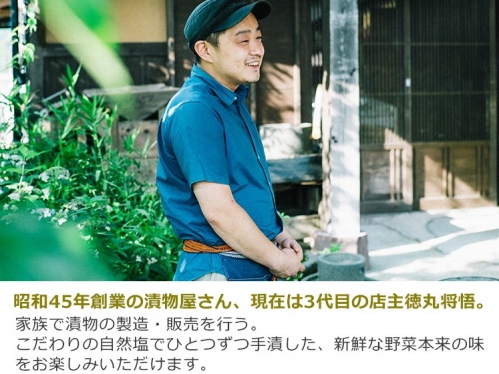 昭和45年創業の漬物屋さん、現在は3代目の店主徳丸将悟。
家族で漬物の製造・販売を行う。
こだわりの自然塩でひとつずつ手漬した、新鮮な野菜本来の味
をお楽しみいただけます。